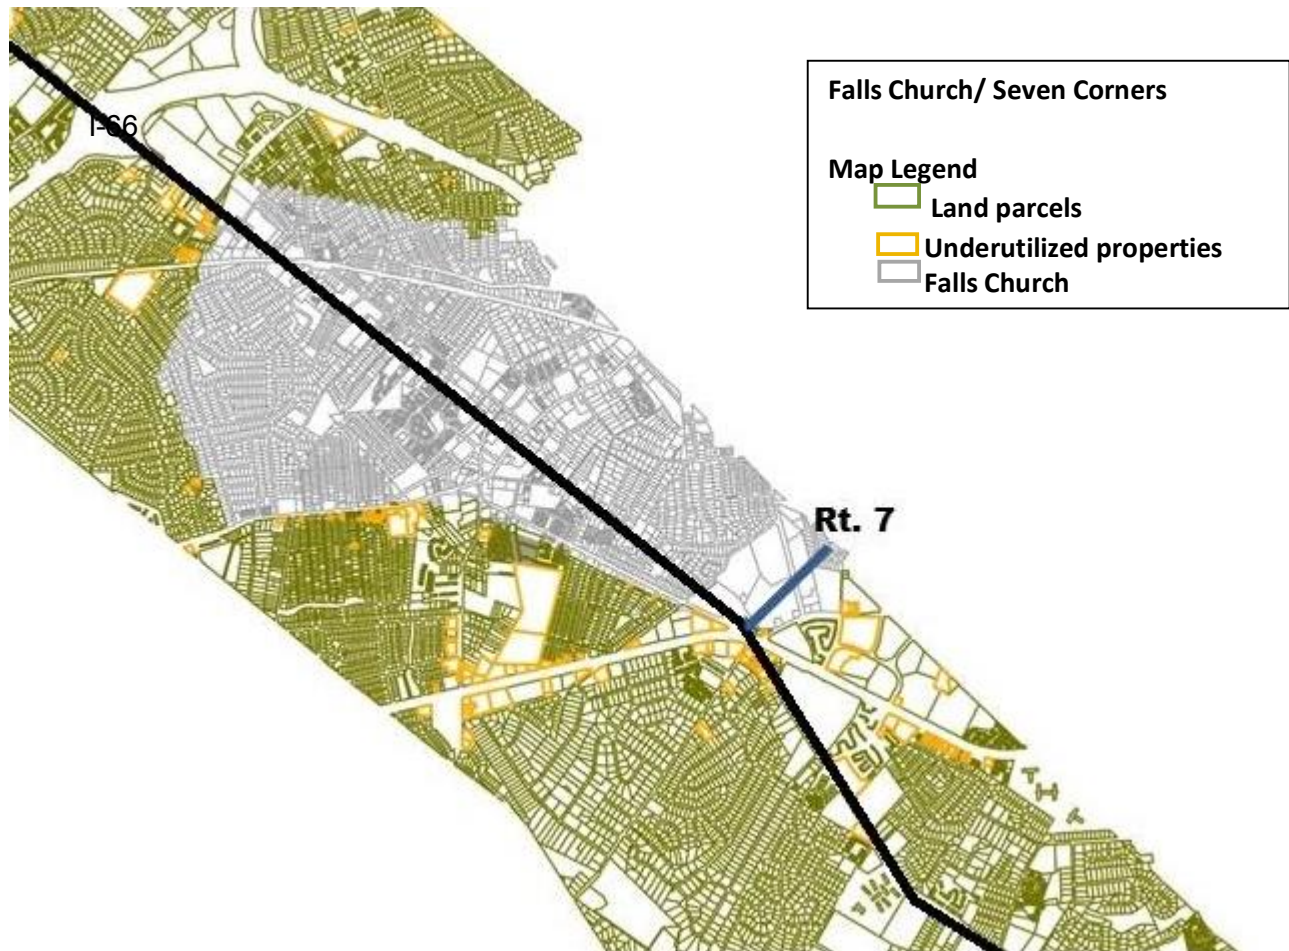 Falls Church/ Seven Corners
Map Legend
Land parcels
Underutilized properties
Falls Church
I-66
Rt. 7